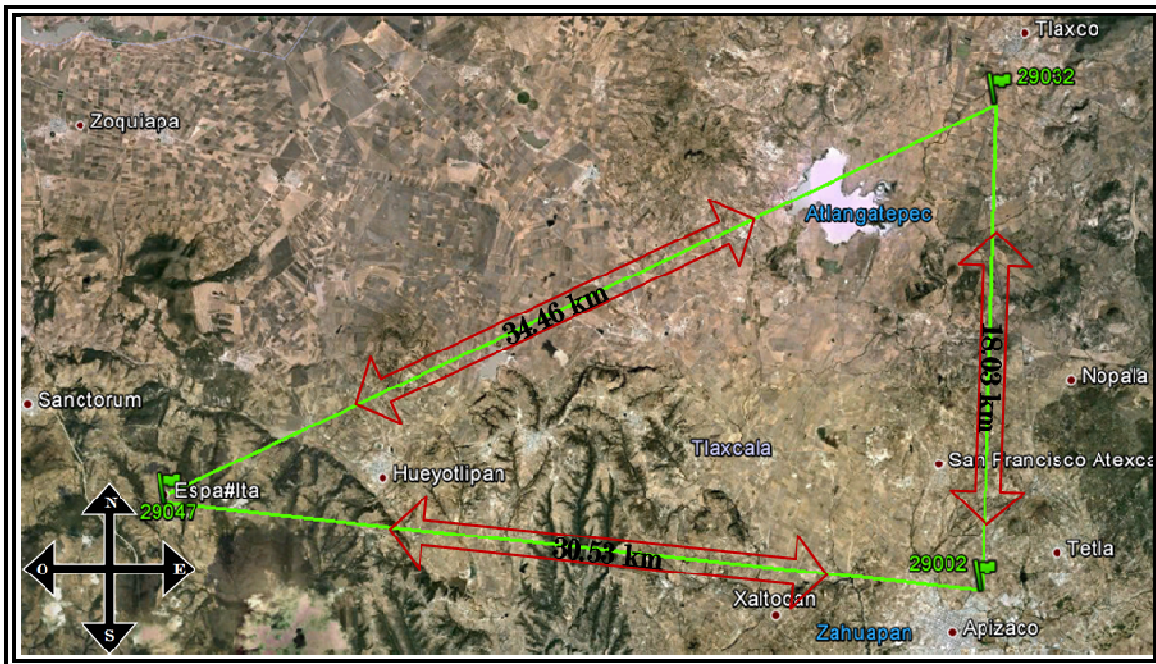 Tlaxco
29032
Zoquiapa
Atlangatepec
34.46 km
18.03 km
Nopala
Sanctorum
Tlaxcala
San Francisco Atexca
Hueyotlipan
Espa#Ita
29047
N
O
E
S
30.53 km
29002
Tetla
Xaltocan
Zahuapan
Apizaco